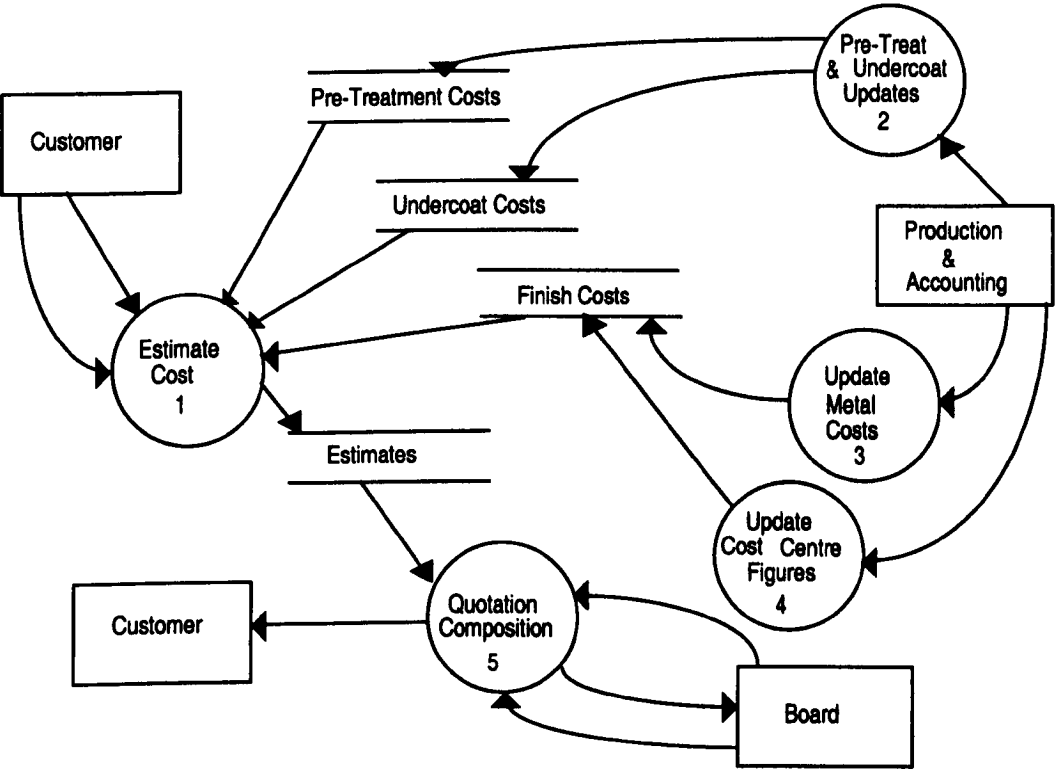 Pre-Treat
& Undercoat
Updates
2
Pre-Treatment Costs
Customer
Undercoat Costs
Production
&
Accounting
Finish Costs
Estimate
Cost
1
Update
Metal
Costs
3
Estimates
Update
Cost Centre
Figures
4
Quotation
Composition
5
Customer
Board